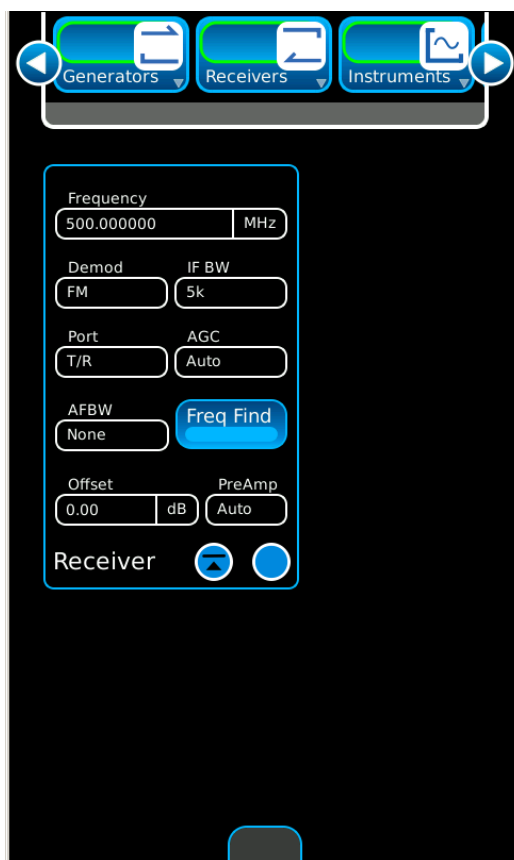 Generators Receivers Instruments
Frequency
500.000000 MHz
Demod IF BW
FM 5k
Port AGC
T/R Auto
AFBW Freq Find
None
Offset PreAmp
0.00 dB Auto
Receiver